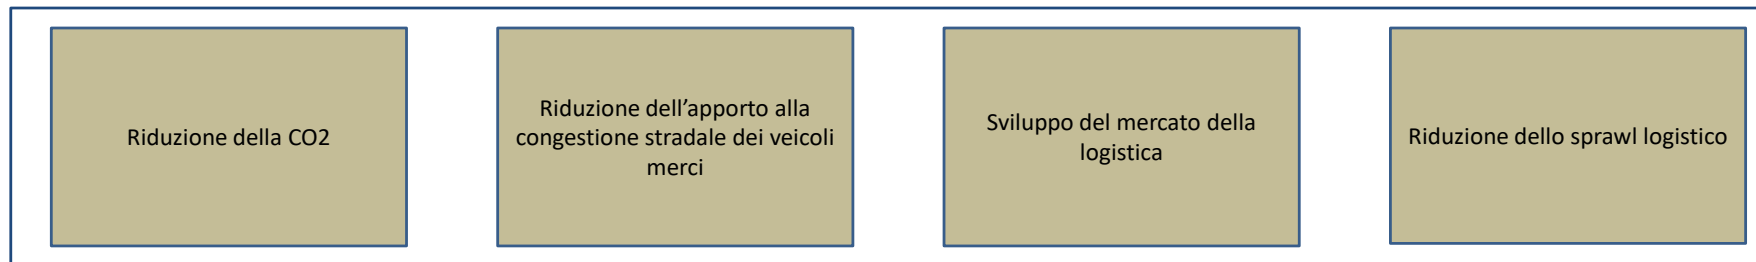 Riduzione della CO2
Riduzione dell’apporto alla
congestione stradale dei veicoli
merci
Sviluppo del mercato della
logistica
Riduzione dello sprawl logistico